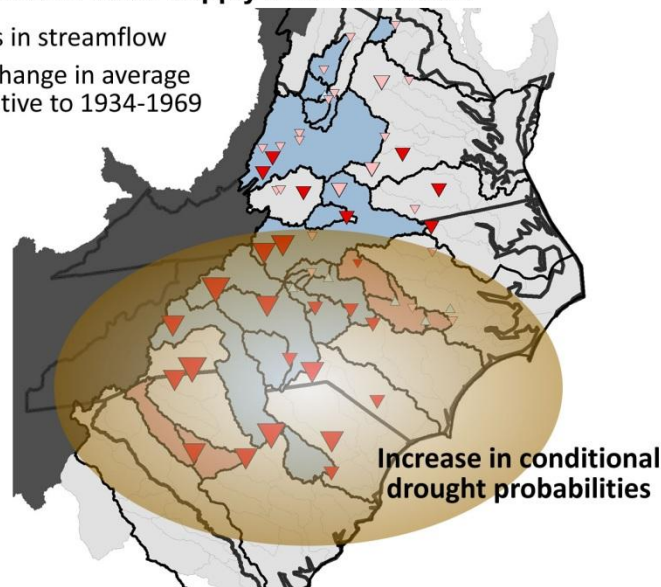 s in streamflow
hange in average
tive to 1934-1969
Increase in conditional
drought probabilities